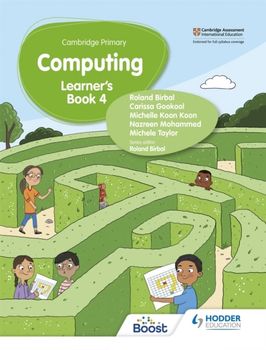 Cambridge Primary
Computing
Learner's
Book 4
Cambridge Assessment
International Education
Endorsed for full syllabus coverage
Roland Birbal
Carissa Gookool
Michelle Koon Koon
Nazreen Mohammed
Michele Taylor
Series editor:
Roland Birbal
Boost
HODDER
EDUCATION